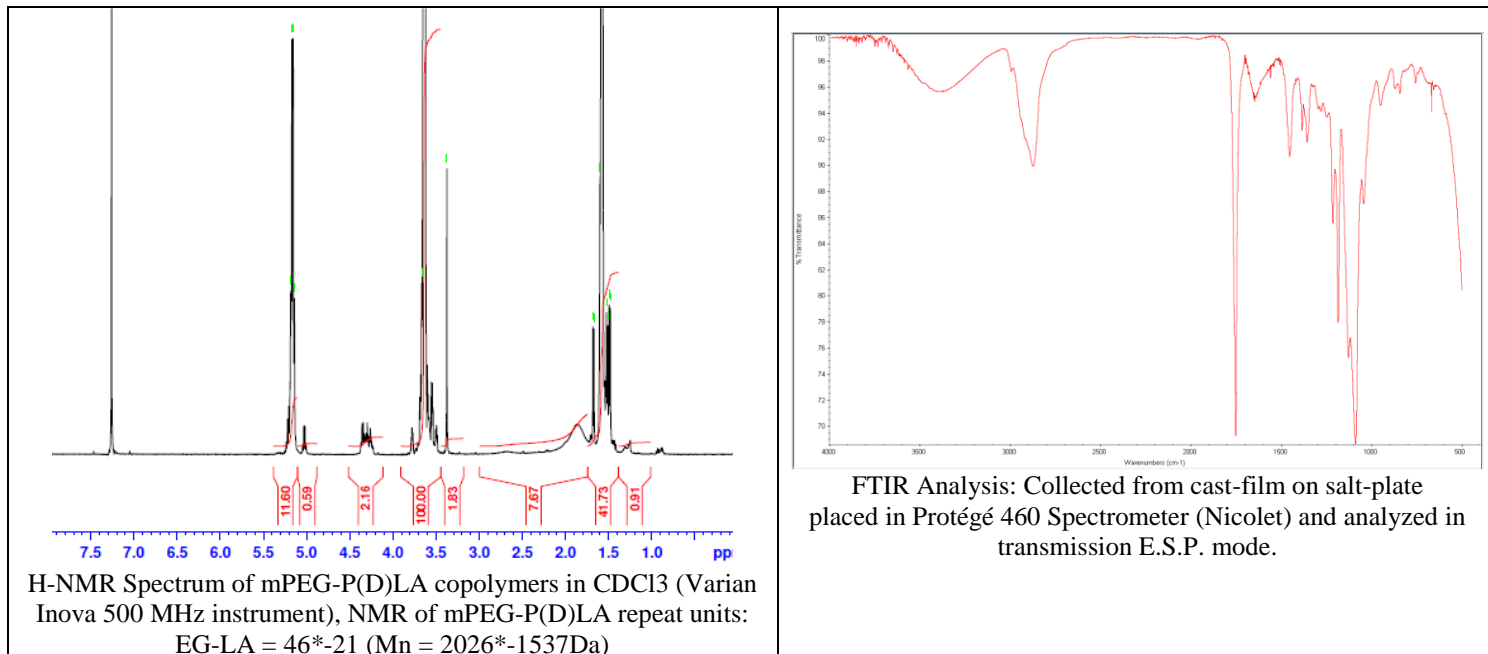 11.60
0.59
2.16
100.00
1.83
7.67
41.73
0.91
7.5 7.0 6.5 6.0 5.5 5.0 4.5 4.0 3.5 3.0 2.5 2.0 1.5 1.0 ppı
H-NMR Spectrum of mPEG-P(D)LA copolymers in CDCl3 (Varian
Inova 500 MHz instrument), NMR of mPEG-P(D)LA repeat units:
EG-LA = 46*-21 (Mn = 2026*-1537Da)
100
98
96
94
92
90
88
86
84
82
80
78
76
74
72
70
% Transmittance
4000 3500 3000 2500 2000 1500 1000 500
Wavenumbers (cm-1)
FTIR Analysis: Collected from cast-film on salt-plate
placed in Protégé 460 Spectrometer (Nicolet) and analyzed in
transmission E.S.P. mode.